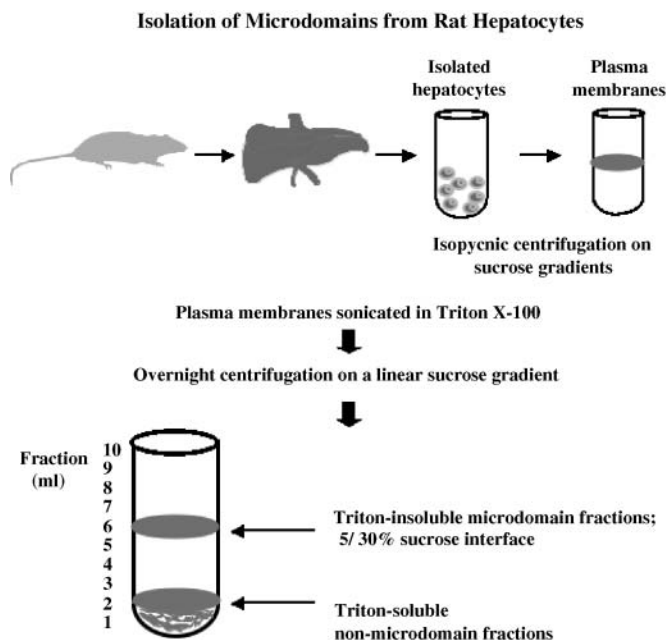 Isolation of Microdomains from Rat Hepatocytes
Isolated
hepatocytes
Plasma
membranes
Isopycnic centrifugation on
sucrose gradients
Plasma membranes sonicated in Triton X-100
Overnight centrifugation on a linear sucrose gradient
Fraction
(ml)
10
9
8
7
6
5
4
3
2
1
Triton-insoluble microdomain fractions;
5/ 30% sucrose interface
Triton-soluble
non-microdomain fractions